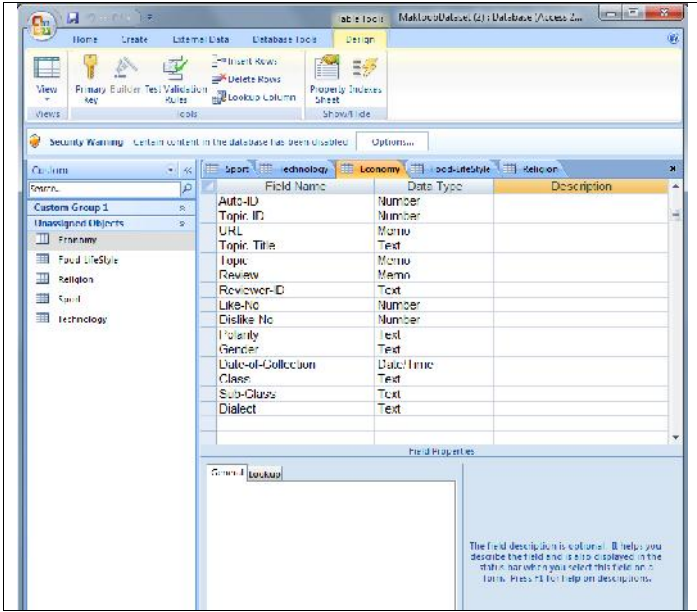 Table Tools MaktoobDataset (2) : Database (Access 2...
Home Create External Data Database Tools Design
View Primary Key Builder Test Validation Rules Insert Rows Delete Rows Lookup Column Property Sheet Indexes
Views Tools Show/Hide
Security Warning Certain content in the database has been disabled Options...
Custom Sport Technology Economy Food-LifeStyle Religion
Search..
Custom Group 1
Unassigned Objects
Economy
Food LifeStyle
Religion
Sport
Technology
Field Name Data Type Description
Auto-ID Number
Topic ID Number
URL Memo
Topic Title Text
Topic Memo
Review Memo
Reviewer-ID Text
Like-No Number
Dislike No Number
Polarity Text
Gender Text
Date-of-Collection Date/Time
Class Text
Sub-Class Text
Dialect Text
Field Properties
General Lookup
The field description is optional. It helps you
describe the field and is also displayed in the
status bar when you select this field on a
form. Press F1 for help on descriptions.